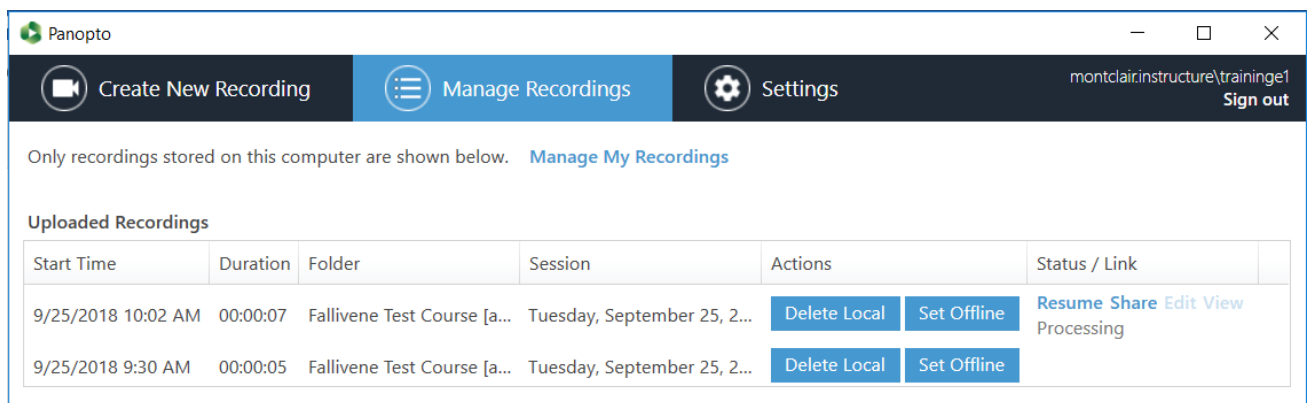 Panopto
Create New Recording
Manage Recordings
Settings
montclair.instructure\traininge1
Sign out
Only recordings stored on this computer are shown below. Manage My Recordings
Uploaded Recordings
Start Time Duration Folder Session Actions Status / Link
9/25/2018 10:02 AM 00:00:07 Fallivene Test Course [a... Tuesday, September 25, 2... Delete Local Set Offline Resume Share Edit View
Processing
9/25/2018 9:30 AM 00:00:05 Fallivene Test Course [a... Tuesday, September 25, 2... Delete Local Set Offline